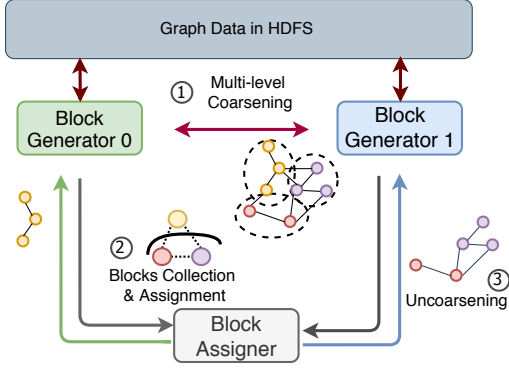 Graph Data in HDFS
①
Multi-level
Coarsening
Block
Generator 0
Block
Generator 1
②
Blocks Collection
& Assignment
③
Uncoarsening
Block
Assigner